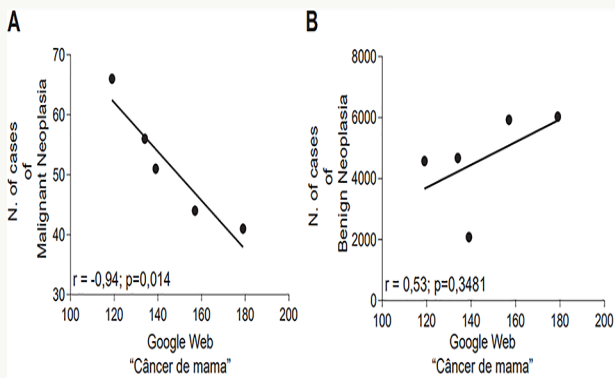 A
N. of cases
of
Malignant Neoplasia
70
60
50
40
30
r = -0,94; p=0,014
100 120 140 160 180 200
Google Web
“Câncer de mama”
B
N. of cases
of
Benign Neoplasia
8000
6000
4000
2000
0
r = 0,53; p=0,3481
100 120 140 160 180 200
Google Web
“Câncer de mama”